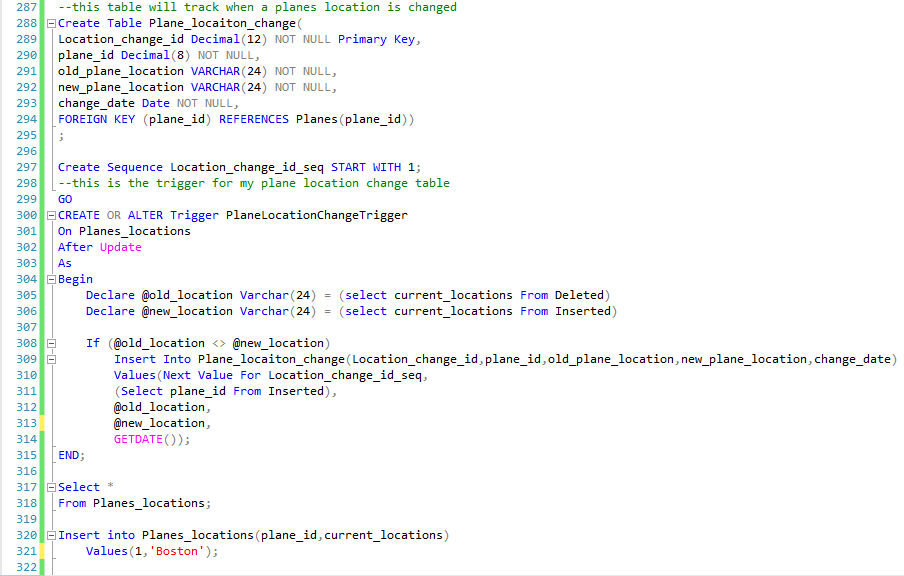 287 --this table will track when a planes location is changed
288 Create Table Plane_locaiton_change(
289 Location_change_id Decimal(12) NOT NULL Primary Key,
290 plane_id Decimal(8) NOT NULL,
291 old_plane_location VARCHAR(24) NOT NULL,
292 new_plane_location VARCHAR(24) NOT NULL,
293 change_date Date NOT NULL,
294 FOREIGN KEY (plane_id) REFERENCES Planes(plane_id))
295 ;
296
297 Create Sequence Location_change_id_seq START WITH 1;
298 --this is the trigger for my plane location change table
299 GO
300 CREATE OR ALTER Trigger PlaneLocationChangeTrigger
301 On Planes_locations
302 After Update
303 As
304 Begin
305     Declare @old_location Varchar(24) = (select current_locations From Deleted)
306     Declare @new_location Varchar(24) = (select current_locations From Inserted)
307
308     If (@old_location <> @new_location)
309         Insert Into Plane_locaiton_change(Location_change_id,plane_id,old_plane_location,new_plane_location,change_date)
310         Values(Next Value For Location_change_id_seq,
311         (Select plane_id From Inserted),
312         @old_location,
313         @new_location,
314         GETDATE());
315 END;
316
317 Select *
318 From Planes_locations;
319
320 Insert into Planes_locations(plane_id,current_locations)
321     Values(1,'Boston');
322